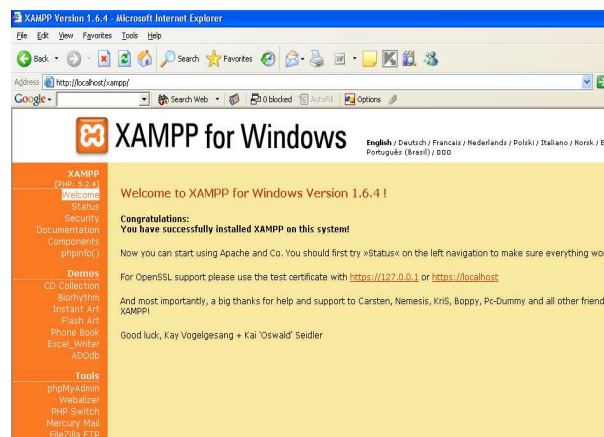 XAMPP Version 1.6.4 - Microsoft Internet Explorer
File Edit View Favorites Tools Help
Back Search Favorites
Address http://localhost/xampp/
Google Search Web 0 blocked AutoFill Options
XAMPP for Windows
English / Deutsch / Francais / Nederlands / Polski / Italiano / Norsk / E
Português (Brasil) /
XAMPP
[PHP: 5.2.4]
Welcome
Status
Security
Documentation
Components
phpinfo()
Demos
CD Collection
Biorhythm
Instant Art
Flash Art
Phone Book
Excel_Writer
ADOdb
Tools
phpMyAdmin
Webalizer
PHP Switch
Mercury Mail
FileZilla FTP
Welcome to XAMPP for Windows Version 1.6.4 !
Congratulations:
You have successfully installed XAMPP on this system!
Now you can start using Apache and Co. You should first try »Status« on the left navigation to make sure everything wo
For OpenSSL support please use the test certificate with https://127.0.0.1 or https://localhost
And most importantly, a big thanks for help and support to Carsten, Nemesis, KriS, Boppy, Pc-Dummy and all other friend
XAMPP!
Good luck, Kay Vogelgesang + Kai 'Oswald' Seidler